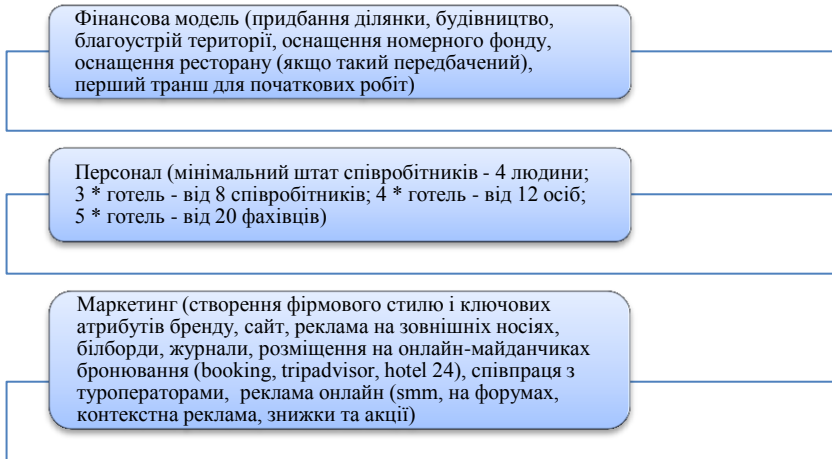 Фінансова модель (придбання ділянки, будівництво,
благоустрій території, оснащення номерного фонду,
оснащення ресторану (якщо такий передбачений),
перший транш для початкових робіт)
Персонал (мінімальний штат співробітників - 4 людини;
3 * готель - від 8 співробітників; 4 * готель - від 12 осіб;
5 * готель - від 20 фахівців)
Маркетинг (створення фірмового стилю і ключових
атрибутів бренду, сайт, реклама на зовнішніх носіях,
білборди, журнали, розміщення на онлайн-майданчиках
бронювання (booking, tripadvisor, hotel 24), співпраця з
туроператорами, реклама онлайн (smm, на форумах,
контекстна реклама, знижки та акції)